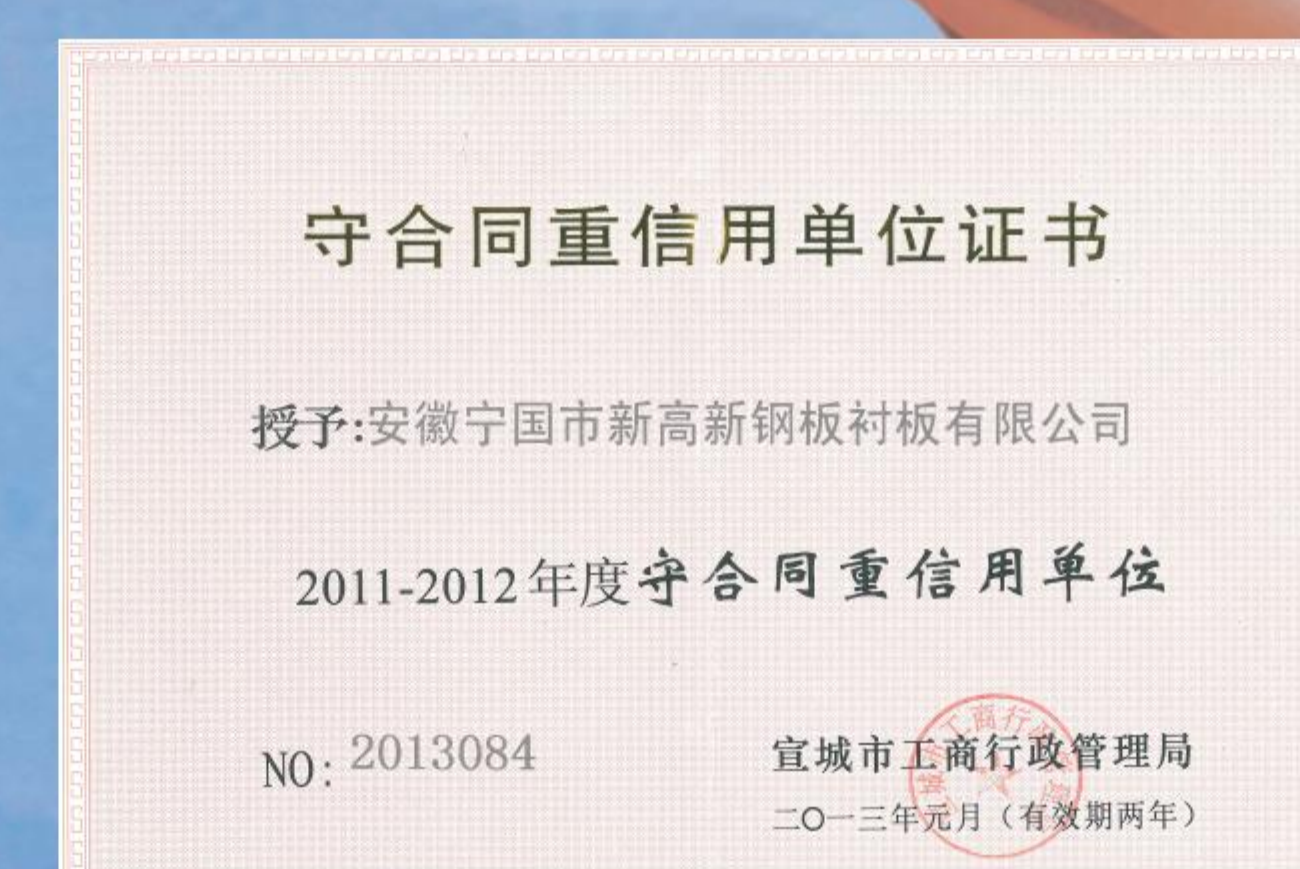 守合同重信用单位证书
授予:安徽宁国市新高新钢板衬板有限公司
2011-2012年度守合同重信用单位
NO: 2013084
宣城市工商行政管理局
二〇一三年元月（有效期两年）